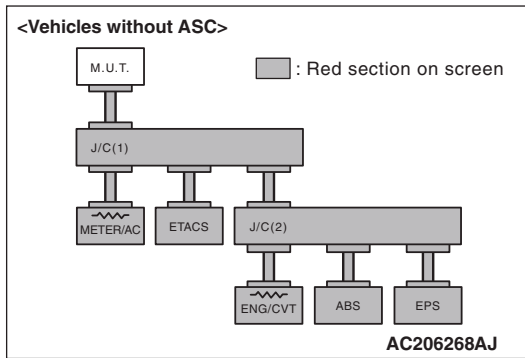 <Vehicles without ASC>
M.U.T.
: Red section on screen
J/C(1)
METER/AC
ETACS
J/C(2)
ENG/CVT
ABS
EPS
AC206268AJ